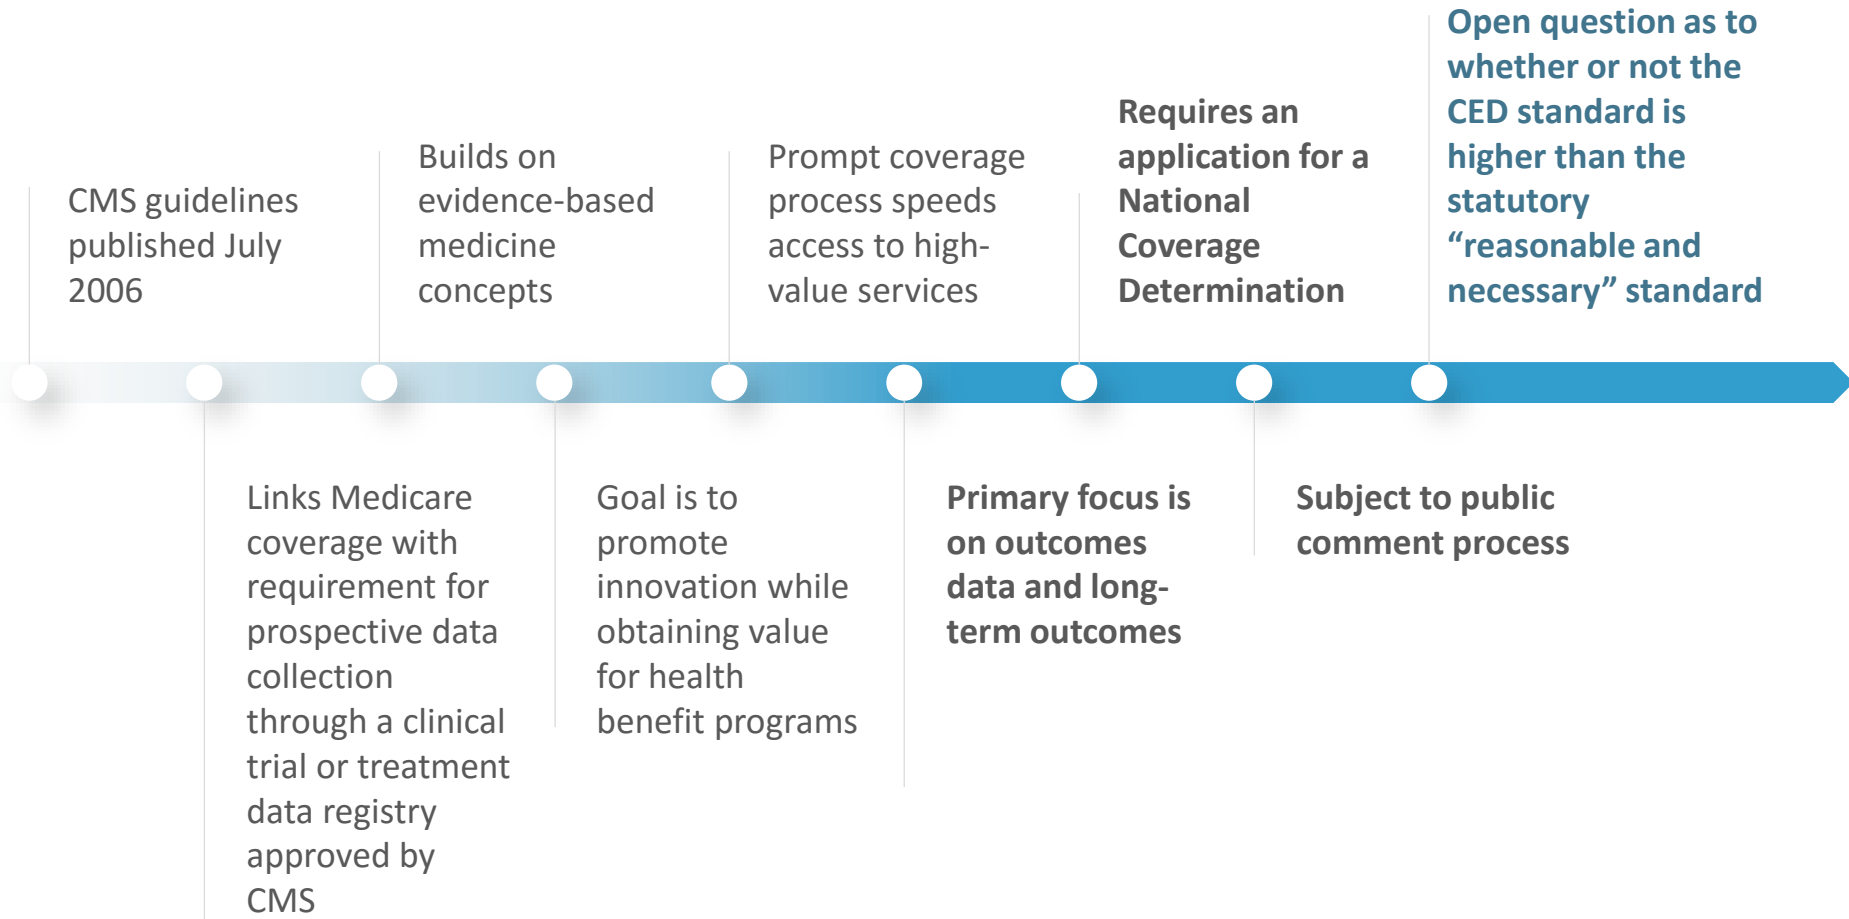 CMS guidelines
published July
2006
Links Medicare
coverage with
requirement for
prospective data
collection
through a clinical
trial or treatment
data registry
approved by
CMS
Builds on
evidence-based
medicine
concepts
Goal is to
promote
innovation while
obtaining value
for health
benefit programs
Prompt coverage
process speeds
access to high-
value services
Primary focus is
on outcomes
data and long-
term outcomes
Requires an
application for a
National
Coverage
Determination
Subject to public
comment process
Open question as to
whether or not the
CED standard is
higher than the
statutory
“reasonable and
necessary” standard